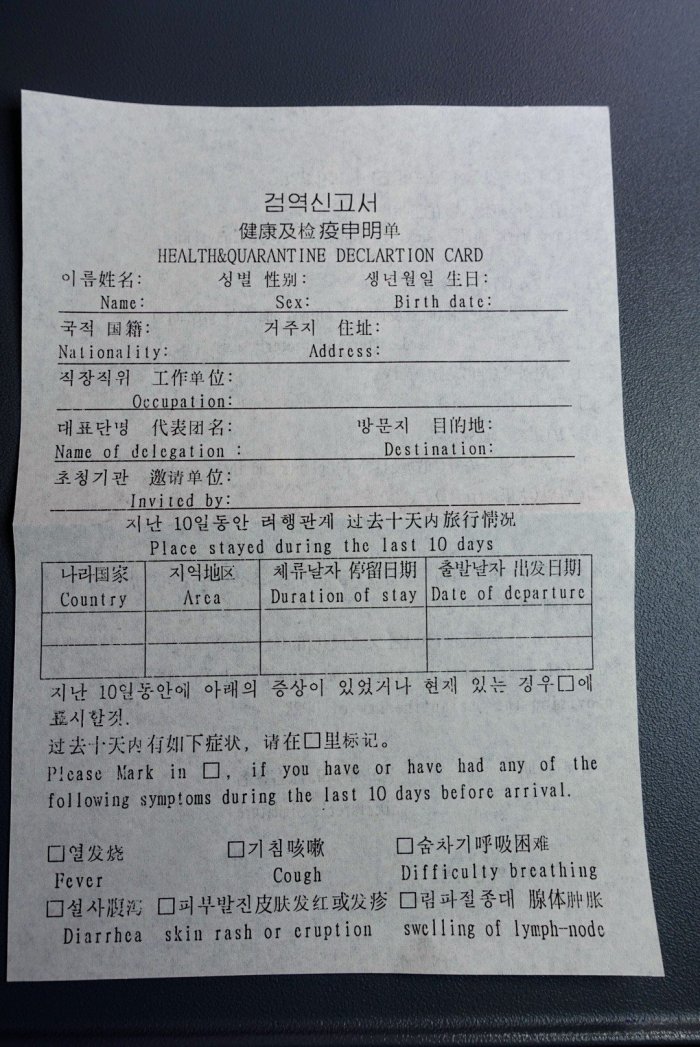 검역신고서
健康及检疫申明单
HEALTH&QUARANTINE DECLARTION CARD
이름姓名: 성별 性别: 생년월일 生日:
Name: Sex: Birth date:
국적 国籍: 거주지 住址:
Nationality: Address:
직장직위 工作单位:
Occupation:
대표단명 代表团名: 방문지 目的地:
Name of delegation : Destination:
초청기관 邀请单位:
Invited by:
지난 10일동안 려행관계 过去十天内旅行情况
Place stayed during the last 10 days
나라国家 지역地区 체류날자 停留日期 출발날자 出发日期
Country Area Duration of stay Date of departure
지난 10일동안에 아래의 증상이 있었거나 현재 있는 경우□에
표시할것.
过去十天内有如下症状，请在□里标记。
Please Mark in □, if you have or have had any of the
following symptoms during the last 10 days before arrival.
□열发烧 □기침咳嗽 □숨차기呼吸困难
Fever Cough Difficulty breathing
□설사腹泻 □피부발진皮肤发红或发疹 □림파절종대 腺体肿胀
Diarrhea skin rash or eruption swelling of lymph-node